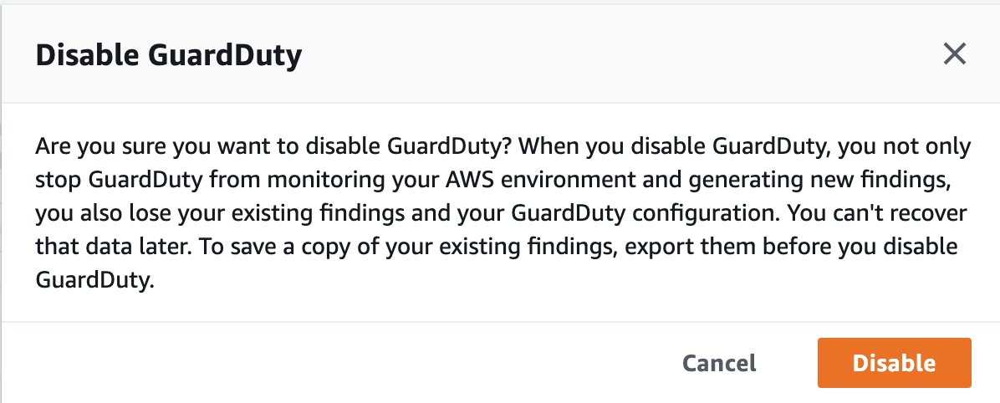 Disable GuardDuty
Are you sure you want to disable GuardDuty? When you disable GuardDuty, you not only
stop GuardDuty from monitoring your AWS environment and generating new findings,
you also lose your existing findings and your GuardDuty configuration. You can't recover
that data later. To save a copy of your existing findings, export them before you disable
GuardDuty.
Cancel
Disable